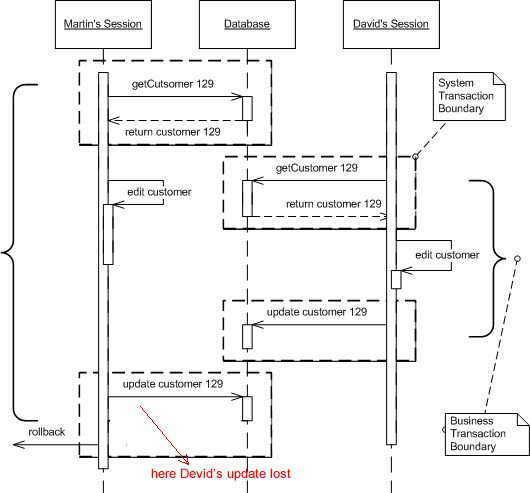 Martin's Session
Database
David's Session
getCutsomer 129
return customer 129
System
Transaction
Boundary
getCustomer 129
edit customer
return customer 129
edit customer
update customer 129
update customer 129
rollback
Business
Transaction
Boundary
here Devid's update lost